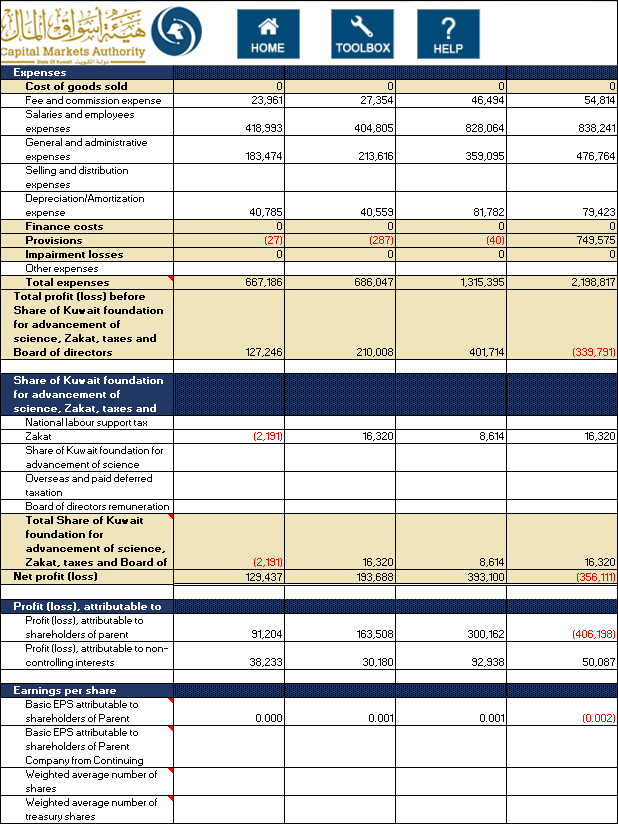 هيئة أسواق المال
Capital Markets Authority
State Of Kuwait دولة الكويت
HOME
TOOLBOX
?
HELP
Expenses
Cost of goods sold 0 0 0 0
Fee and commission expense 23,961 27,354 46,494 54,814
Salaries and employees
expenses 418,993 404,805 828,064 838,241
General and administrative
expenses 183,474 213,616 359,095 476,764
Selling and distribution
expenses
Depreciation/Amortization
expense 40,785 40,559 81,782 79,423
Finance costs 0 0 0 0
Provisions (27) (287) (40) 749,575
Impairment losses 0 0 0 0
Other expenses
Total expenses 667,186 686,047 1,315,395 2,198,817
Total profit (loss) before
Share of Kuwait foundation
for advancement of
science, Zakat, taxes and
Board of directors 127,246 210,008 401,714 (339,791)
Share of Kuwait foundation
for advancement of
science, Zakat, taxes and
National labour support tax
Zakat (2,191) 16,320 8,614 16,320
Share of Kuwait foundation for
advancement of science
Overseas and paid deferred
taxation
Board of directors remuneration
Total Share of Kuwait
foundation for
advancement of science,
Zakat, taxes and Board of (2,191) 16,320 8,614 16,320
Net profit (loss) 129,437 193,688 393,100 (356,111)
Profit (loss), attributable to
Profit (loss), attributable to
shareholders of parent 91,204 163,508 300,162 (406,198)
Profit (loss), attributable to non-
controlling interests 38,233 30,180 92,938 50,087
Earnings per share
Basic EPS attributable to
shareholders of Parent 0.000 0.001 0.001 (0.002)
Basic EPS attributable to
shareholders of Parent
Company from Continuing
Weighted average number of
shares
Weighted average number of
treasury shares